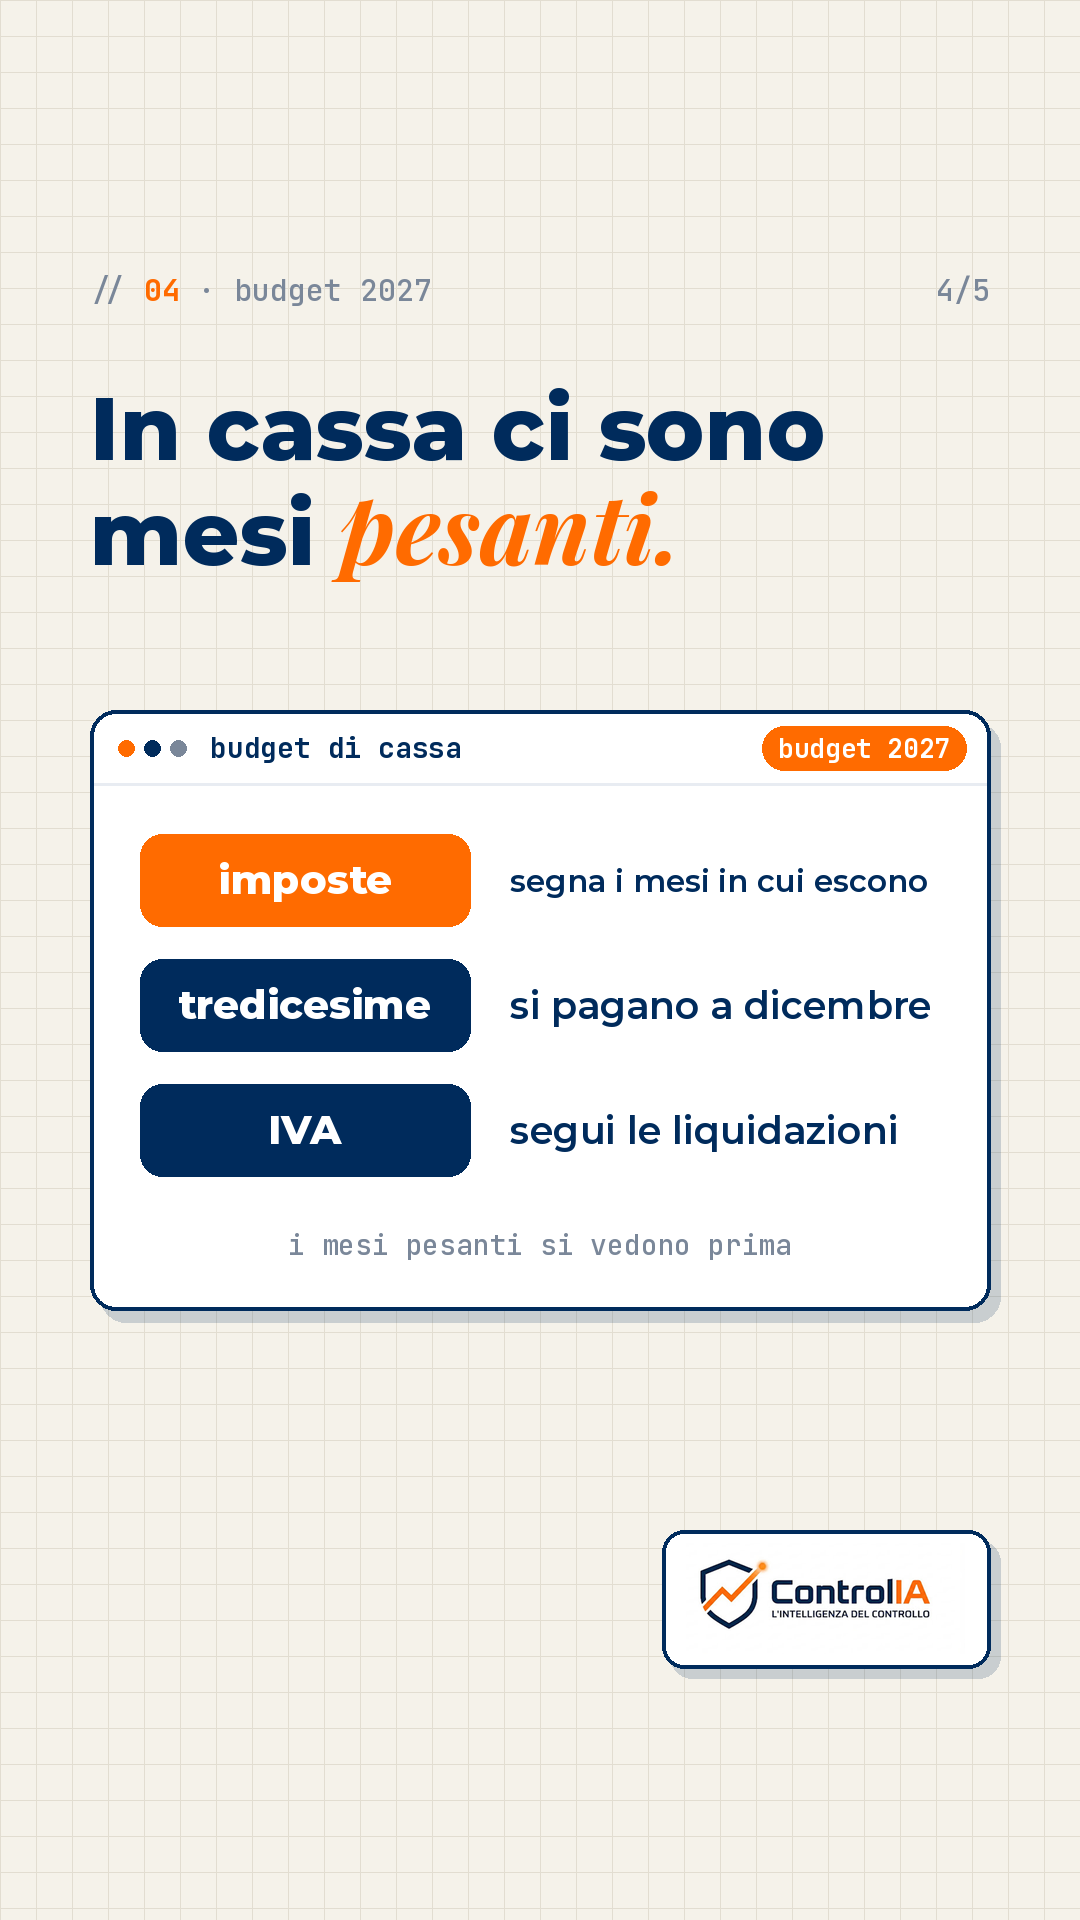 // 04 · budget 2027
4/5
In cassa ci sono
mesi pesanti.
budget di cassa
budget 2027
imposte
segna i mesi in cui escono
tredicesime
si pagano a dicembre
IVA
segui le liquidazioni
i mesi pesanti si vedono prima
ControlIA
L'INTELLIGENZA DEL CONTROLLO